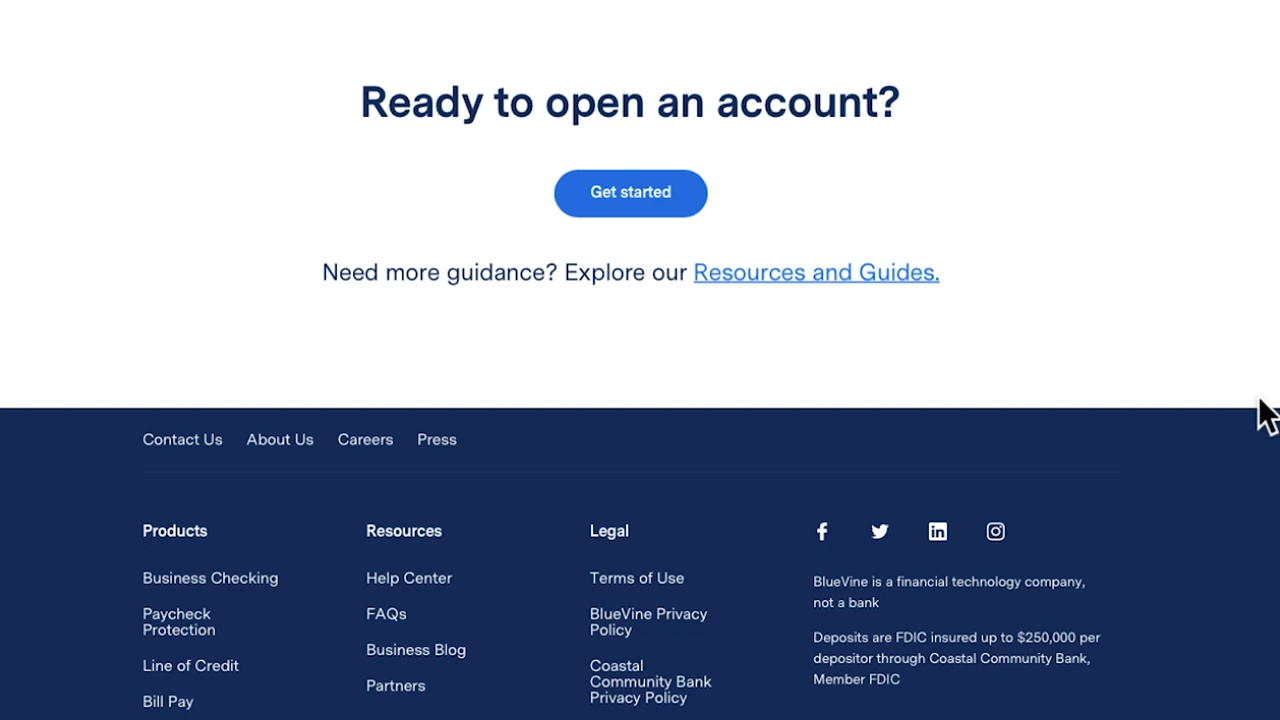 Ready to open an account?
Get started
Need more guidance? Explore our Resources and Guides.
Contact Us About Us Careers Press
Products
Business Checking
Paycheck
Protection
Line of Credit
Bill Pay
Resources
Help Center
FAQs
Business Blog
Partners
Legal
Terms of Use
BlueVine Privacy
Policy
Coastal
Community Bank
Privacy Policy
BlueVine is a financial technology company,
not a bank
Deposits are FDIC insured up to $250,000 per
depositor through Coastal Community Bank,
Member FDIC